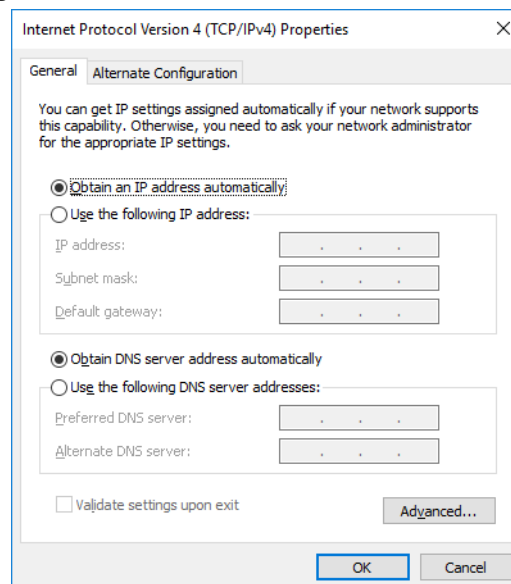 Internet Protocol Version 4 (TCP/IPv4) Properties
General Alternate Configuration
You can get IP settings assigned automatically if your network supports
this capability. Otherwise, you need to ask your network administrator
for the appropriate IP settings.
Obtain an IP address automatically
Use the following IP address:
IP address:
Subnet mask:
Default gateway:
Obtain DNS server address automatically
Use the following DNS server addresses:
Preferred DNS server:
Alternate DNS server:
Validate settings upon exit
Advanced...
OK Cancel